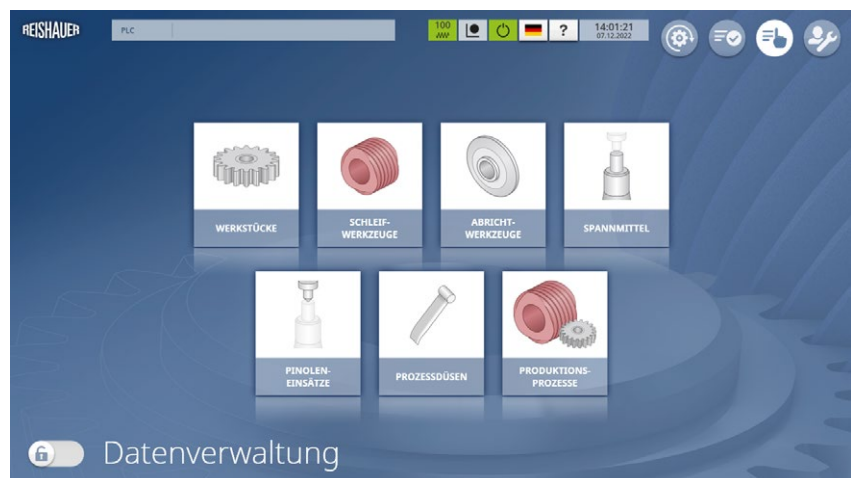 REISHAUER
PLC
100
?
14:01:21
07.12.2022
WERKSTÜCKE
SCHLEIF-
WERKZEUGE
ABRICHT-
WERKZEUGE
SPANNMITTEL
PINOLEN-
EINSÄTZE
PROZESSDÜSEN
PRODUKTIONS-
PROZESSE
Datenverwaltung